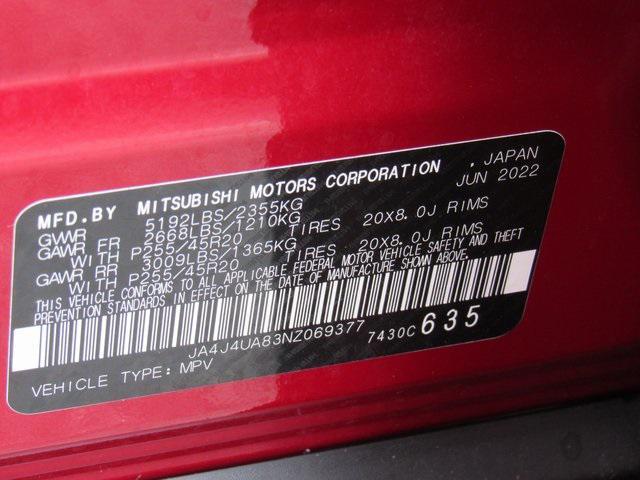 MFD.BY MITSUBISHI MOTORS CORPORATION , JAPAN
GVWR 5192LBS/2355KG JUN 2022
GAWR FR 2668LBS/1210KG
WITH P255/45R20 TIRES 20X8.0J RIMS
GAWR RR 3009LBS/1365KG
WITH P255/45R20 TIRES 20X8.0J RIMS
THIS VEHICLE CONFORMS TO ALL APPLICABLE FEDERAL MOTOR VEHICLE SAFETY AND THEFT
PREVENTION STANDARDS IN EFFECT ON THE DATE OF MANUFACTURE SHOWN ABOVE.
JA4J4UA83NZ069377 7430C 635
VEHICLE TYPE: MPV